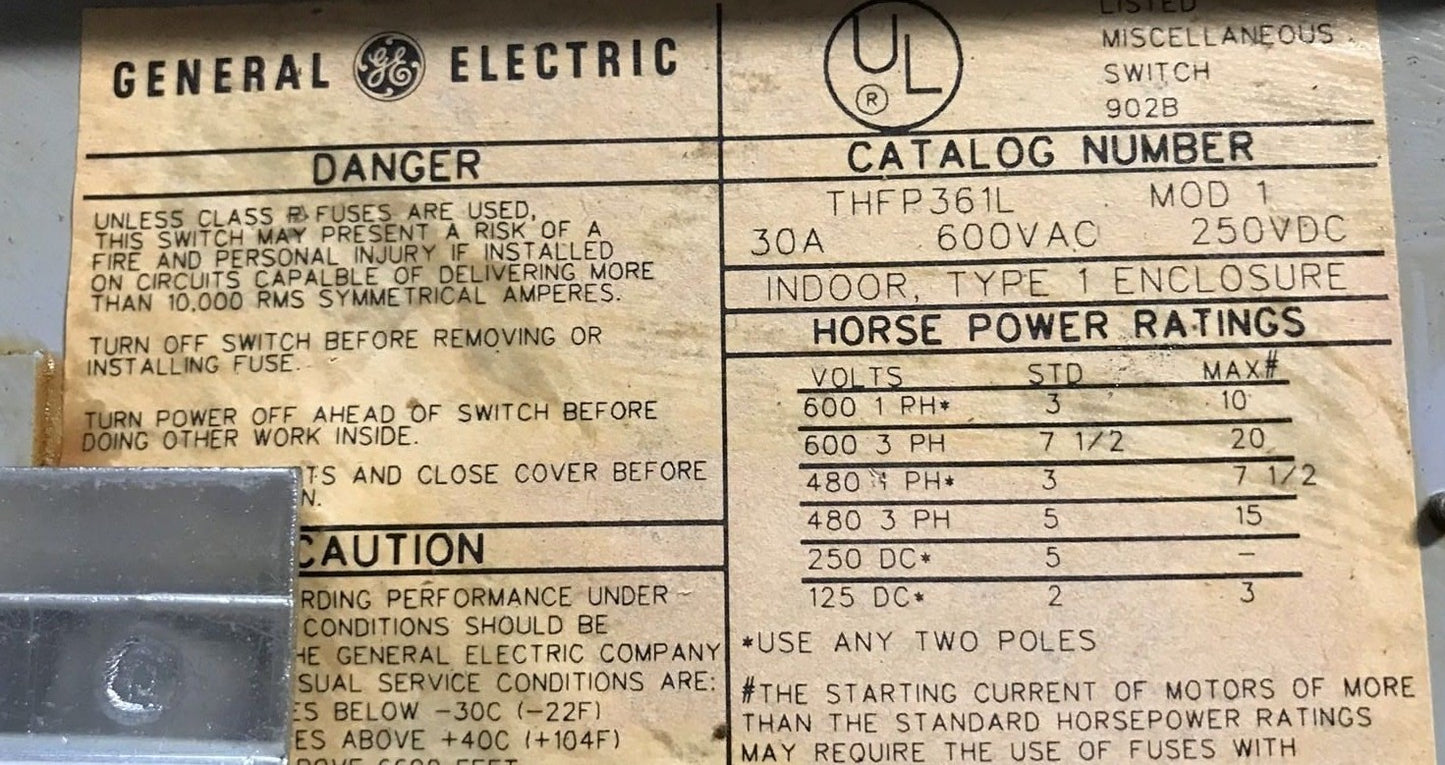 GENERAL GE ELECTRIC
DANGER
UNLESS CLASS R FUSES ARE USED,
THIS SWITCH MAY PRESENT A RISK OF A
FIRE AND PERSONAL INJURY IF INSTALLED
ON CIRCUITS CAPALBLE OF DELIVERING MORE
THAN 10,000 RMS SYMMETRICAL AMPERES.
TURN OFF SWITCH BEFORE REMOVING OR
INSTALLING FUSE.
TURN POWER OFF AHEAD OF SWITCH BEFORE
DOING OTHER WORK INSIDE.
TS AND CLOSE COVER BEFORE
N.
CAUTION
RDING PERFORMANCE UNDER
CONDITIONS SHOULD BE
HE GENERAL ELECTRIC COMPANY
SUAL SERVICE CONDITIONS ARE:
ES BELOW -30C (-22F)
ES ABOVE +40C (+104F)
UL ®
LISTED
MISCELLANEOUS
SWITCH
902B
CATALOG NUMBER
THFP361L MOD 1
30A 600VAC 250VDC
INDOOR, TYPE 1 ENCLOSURE
HORSE POWER RATINGS
VOLTS STD MAX#
600 1 PH* 3 10
600 3 PH 7 1/2 20
480 1 PH* 3 7 1/2
480 3 PH 5 15
250 DC* 5 -
125 DC* 2 3
*USE ANY TWO POLES
#THE STARTING CURRENT OF MOTORS OF MORE
THAN THE STANDARD HORSEPOWER RATINGS
MAY REQUIRE THE USE OF FUSES WITH